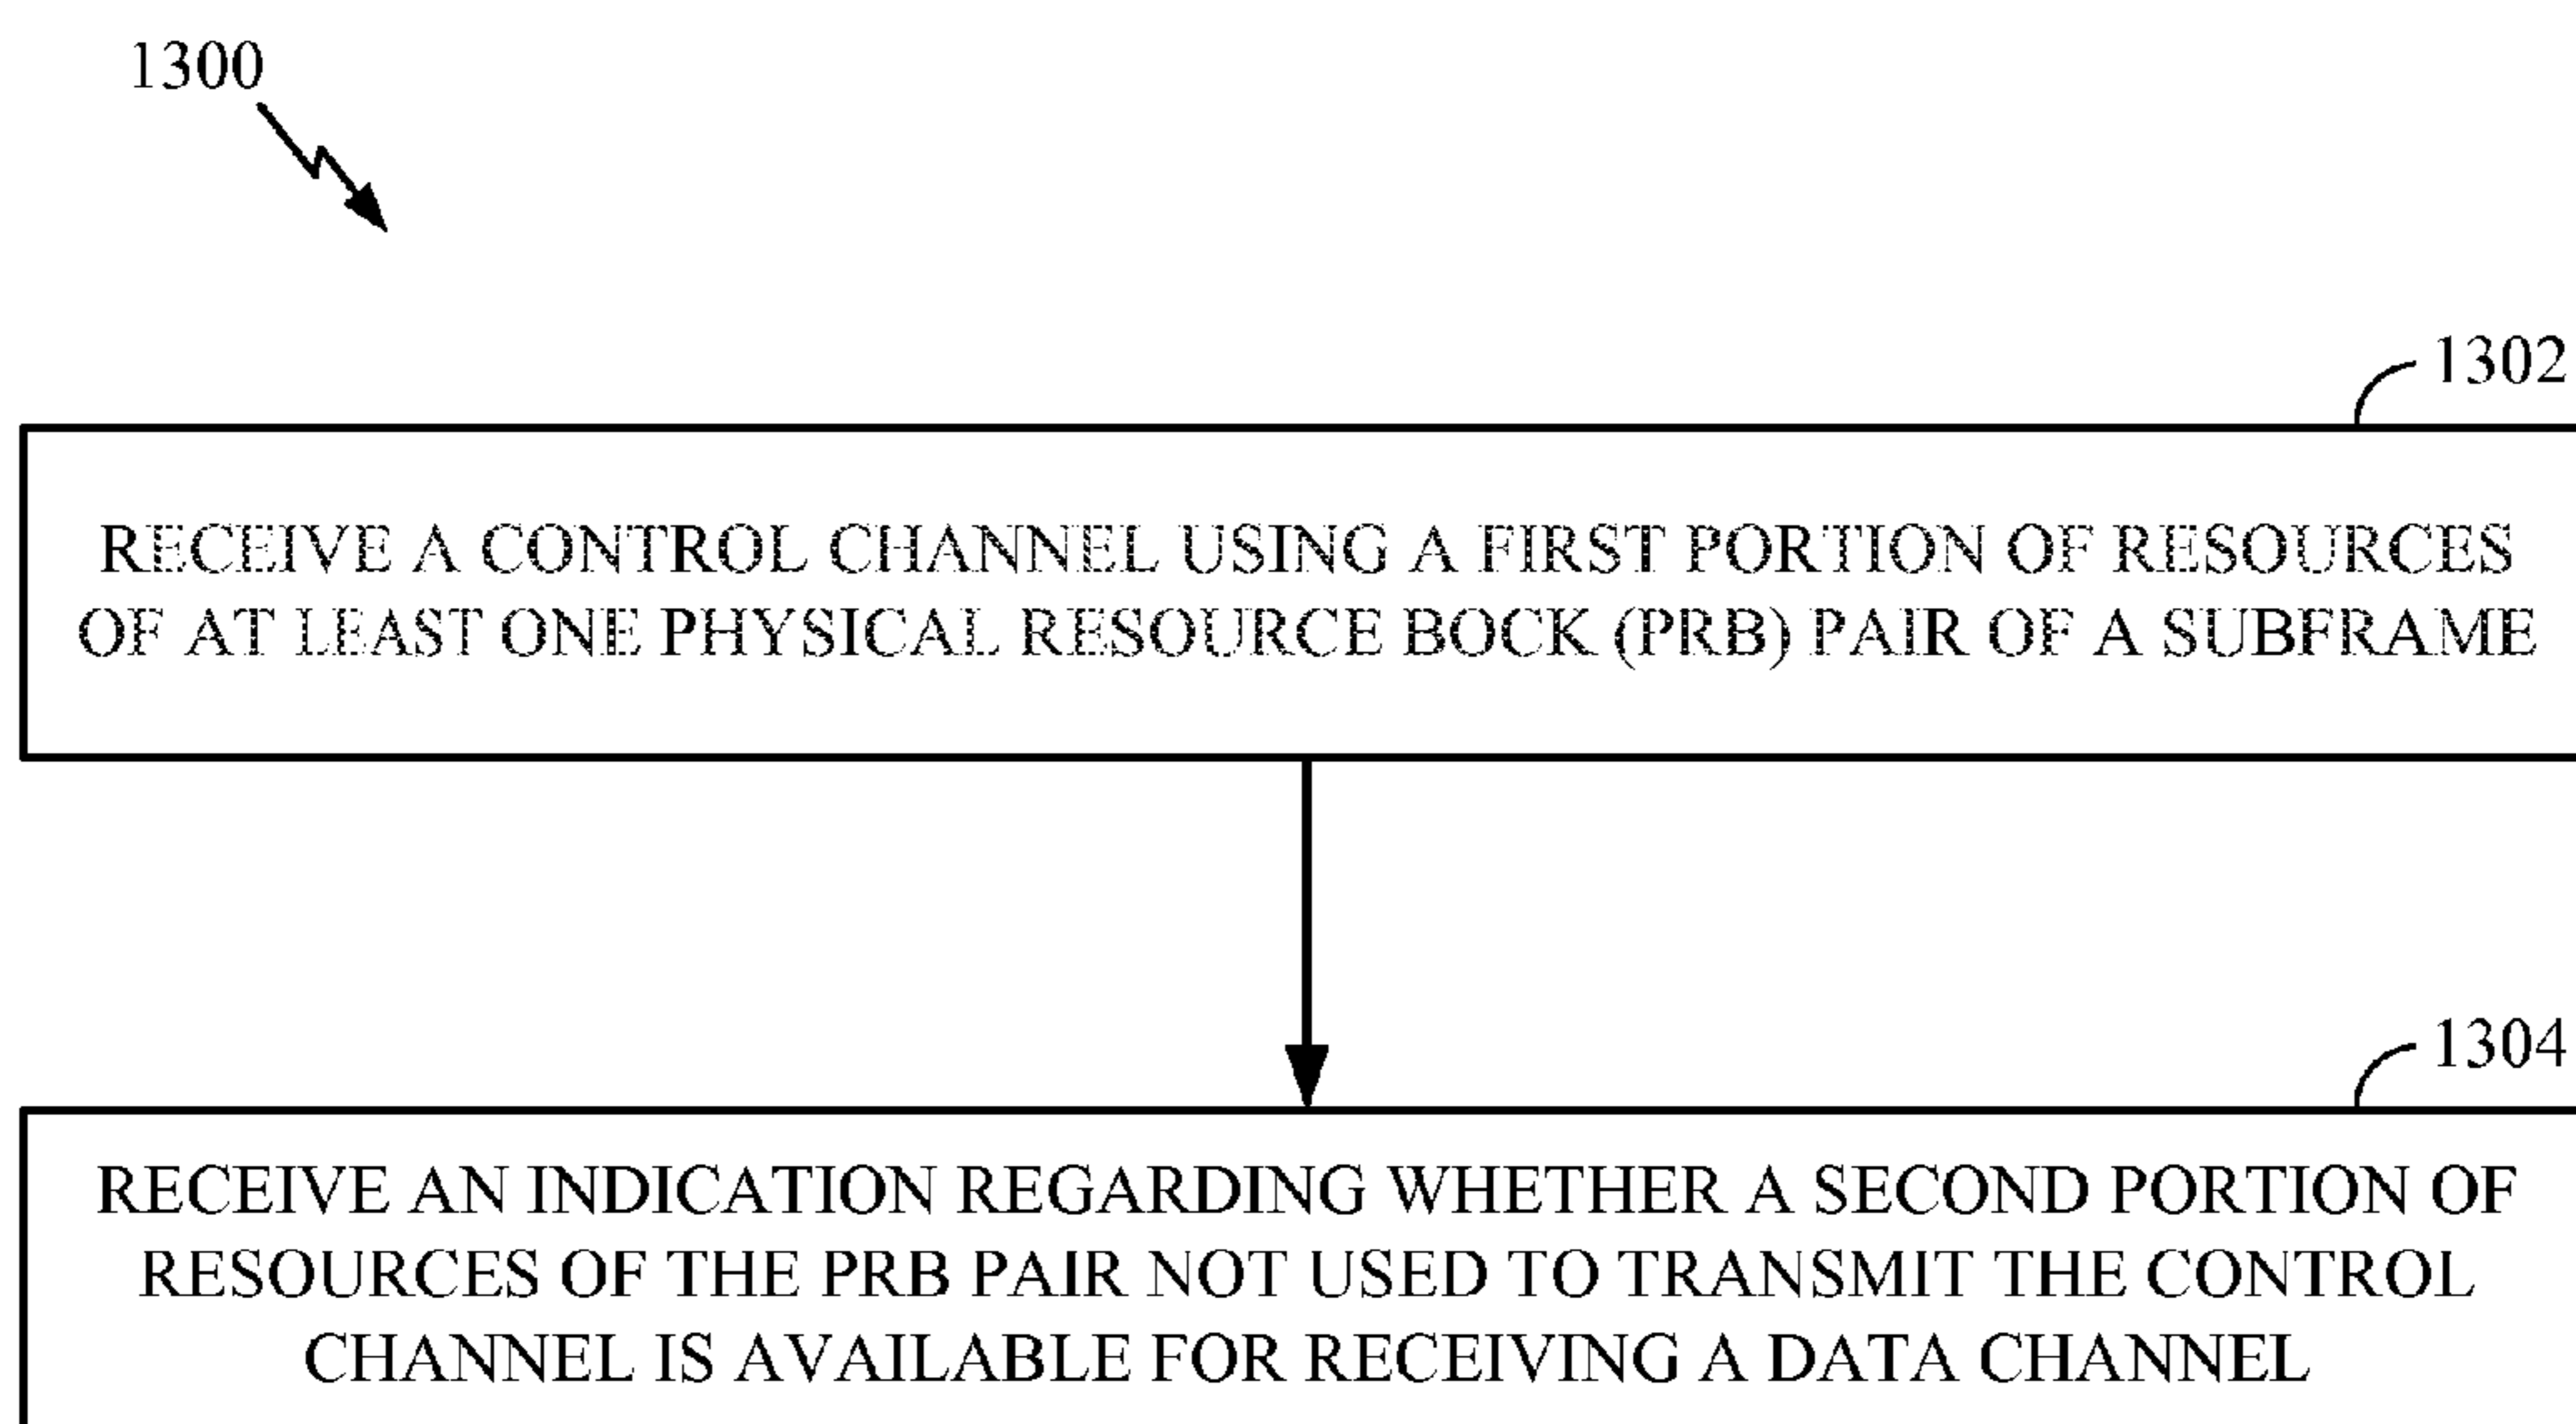 1300
1302
RECEIVE A CONTROL CHANNEL USING A FIRST PORTION OF RESOURCES
OF AT LEAST ONE PHYSICAL RESOURCE BOCK (PRB) PAIR OF A SUBFRAME
1304
RECEIVE AN INDICATION REGARDING WHETHER A SECOND PORTION OF
RESOURCES OF THE PRB PAIR NOT USED TO TRANSMIT THE CONTROL
CHANNEL IS AVAILABLE FOR RECEIVING A DATA CHANNEL